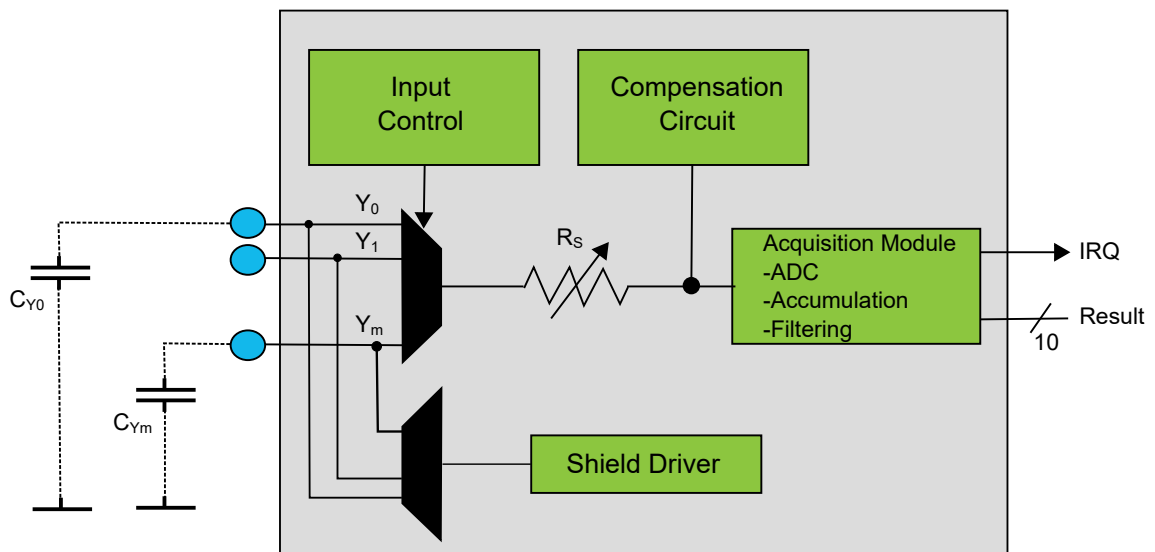 Input
Control
Compensation
Circuit
Y0
Y1
RS
Acquisition Module
-ADC
-Accumulation
-Filtering
IRQ
Result
10
CY0
Ym
CYm
Shield Driver